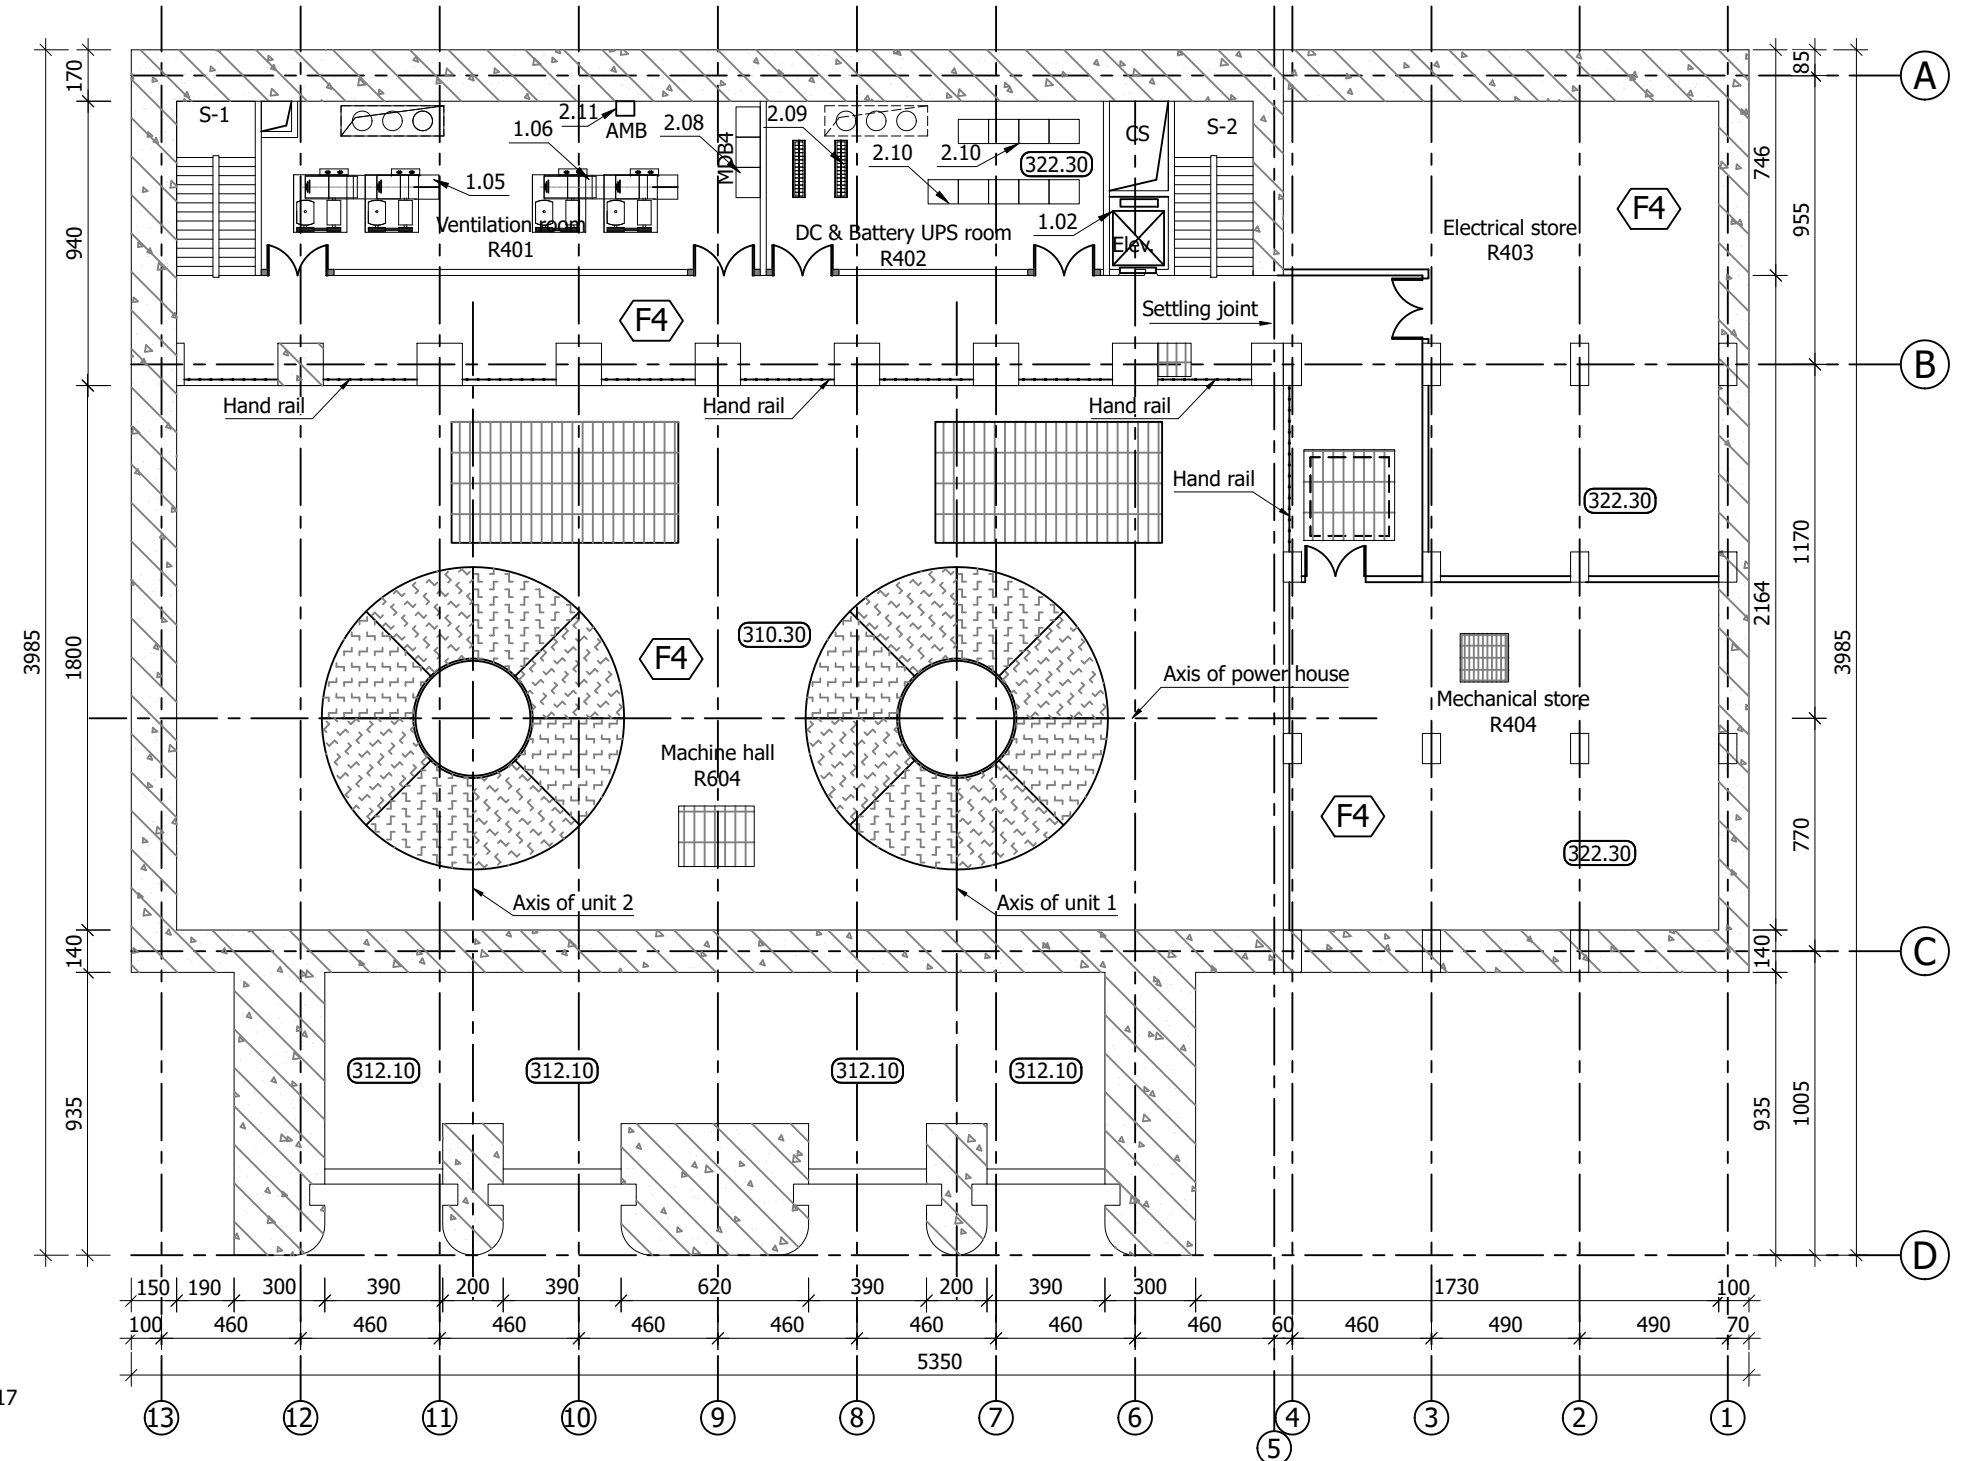 170
85
A
S-1
2.11
1.06
AMB
2.08
2.09
MDB4
CS
S-2
2.10
2.10
322.30
746
1.05
F4
955
940
Ventilation room
R401
DC & Battery UPS room
R402
1.02
Elev.
Electrical store
R403
F4
Settling joint
B
Hand rail
Hand rail
Hand rail
Hand rail
322.30
1170
2164
3985
1800
310.30
F4
3985
Axis of power house
Mechanical store
R404
Machine hall
R604
F4
770
322.30
Axis of unit 2
Axis of unit 1
140
140
C
312.10
312.10
312.10
312.10
935
935
1005
D
150 190 300 390 200 390 620 390 200 390 300 1730 100
100 460 460 460 460 460 460 460 460 60 460 490 490 70
5350
17
13 12 11 10 9 8 7 6 4 3 2 1
5